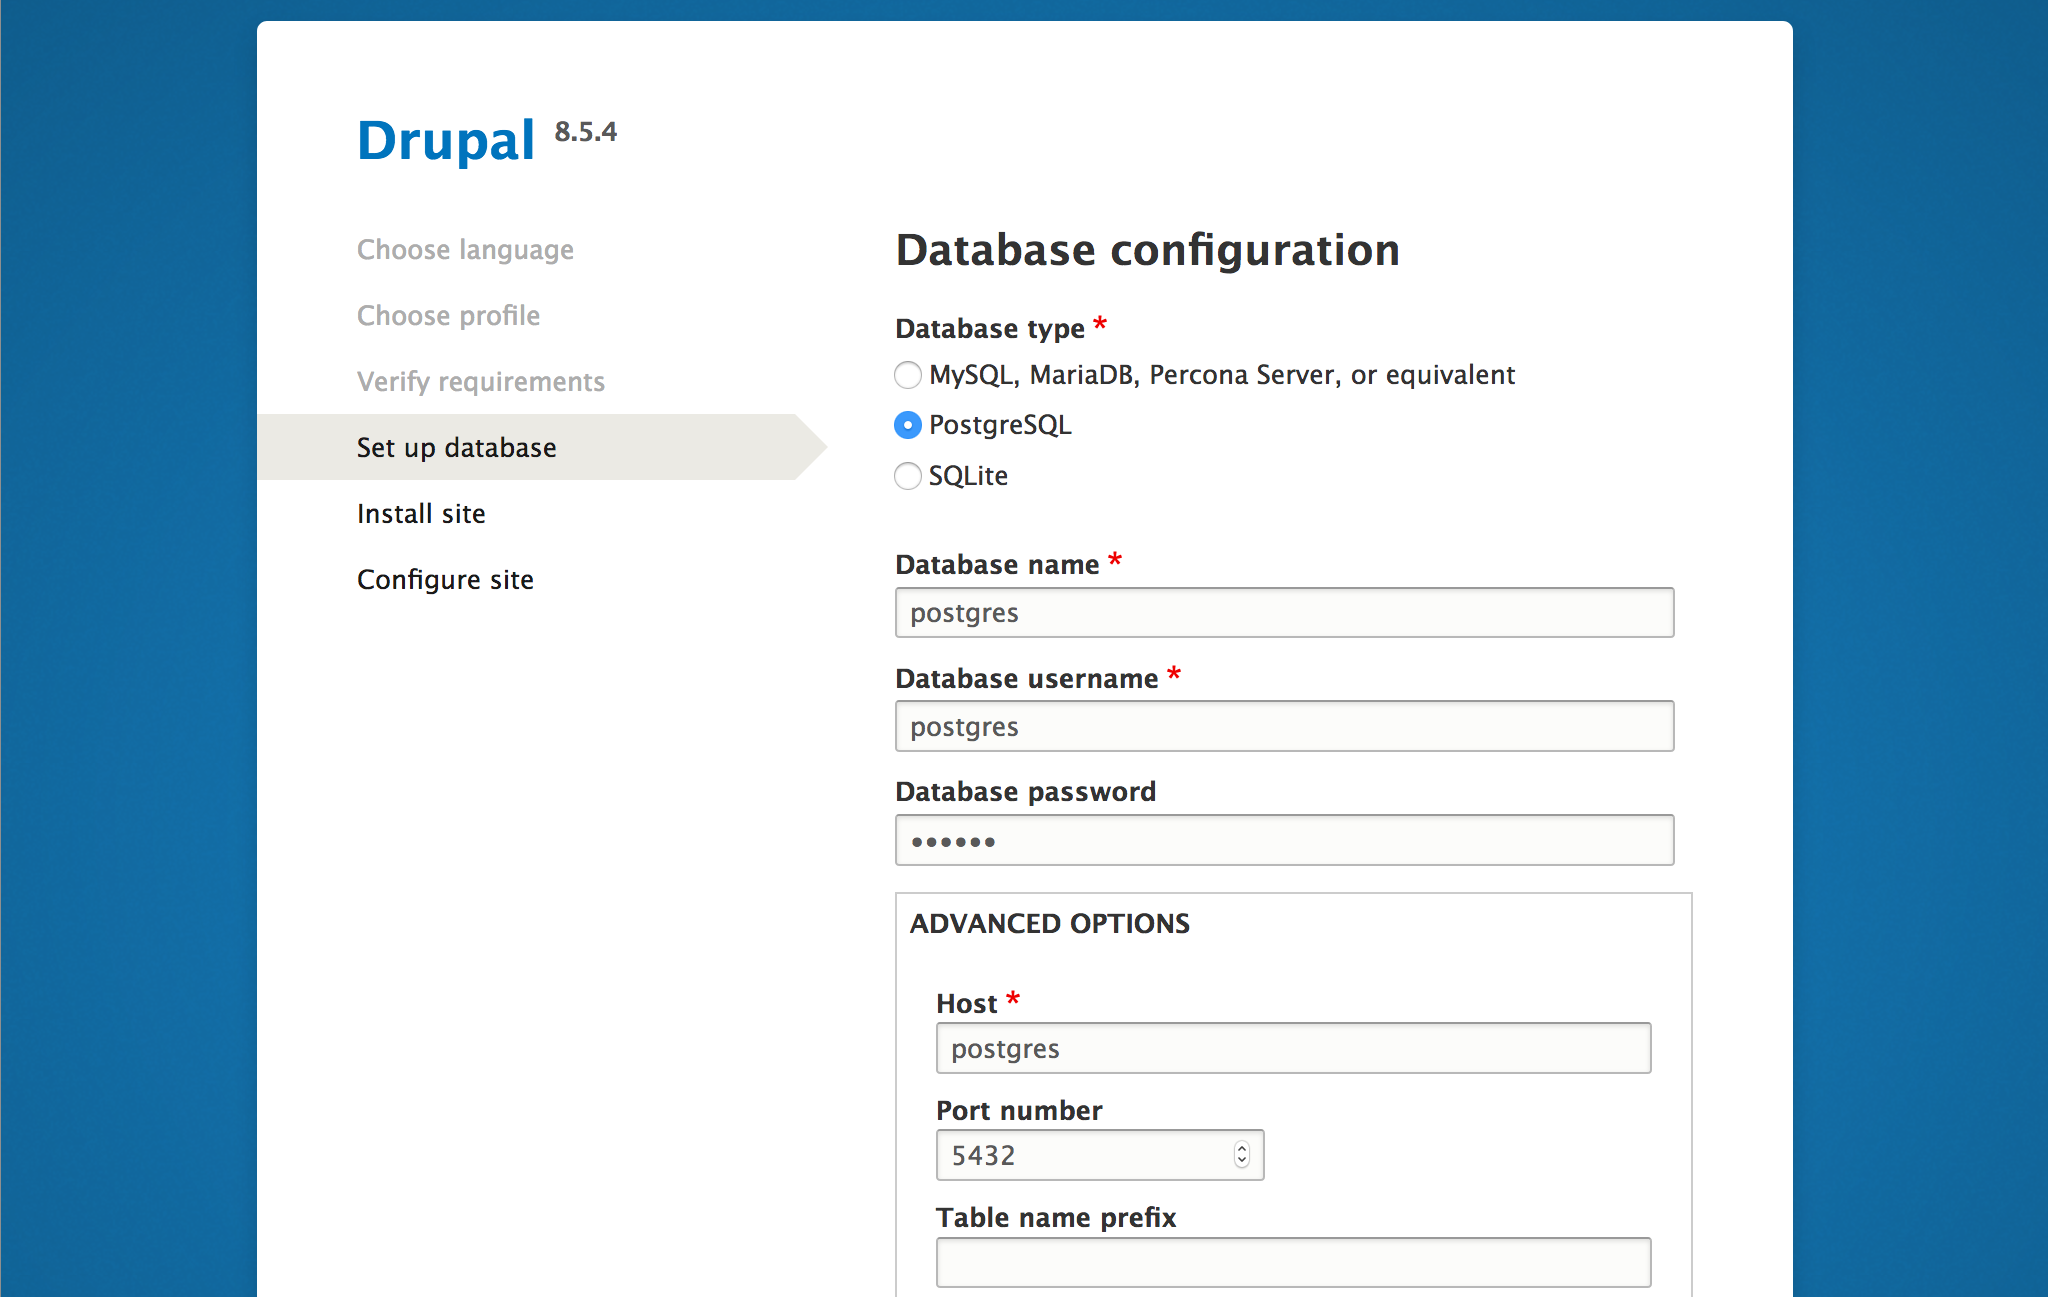 Drupal 8.5.4
Choose language
Choose profile
Verify requirements
Set up database
Install site
Configure site
Database configuration
Database type *
MySQL, MariaDB, Percona Server, or equivalent
PostgreSQL
SQLite
Database name *
postgres
Database username *
postgres
Database password
••••••
ADVANCED OPTIONS
Host *
postgres
Port number
5432
Table name prefix